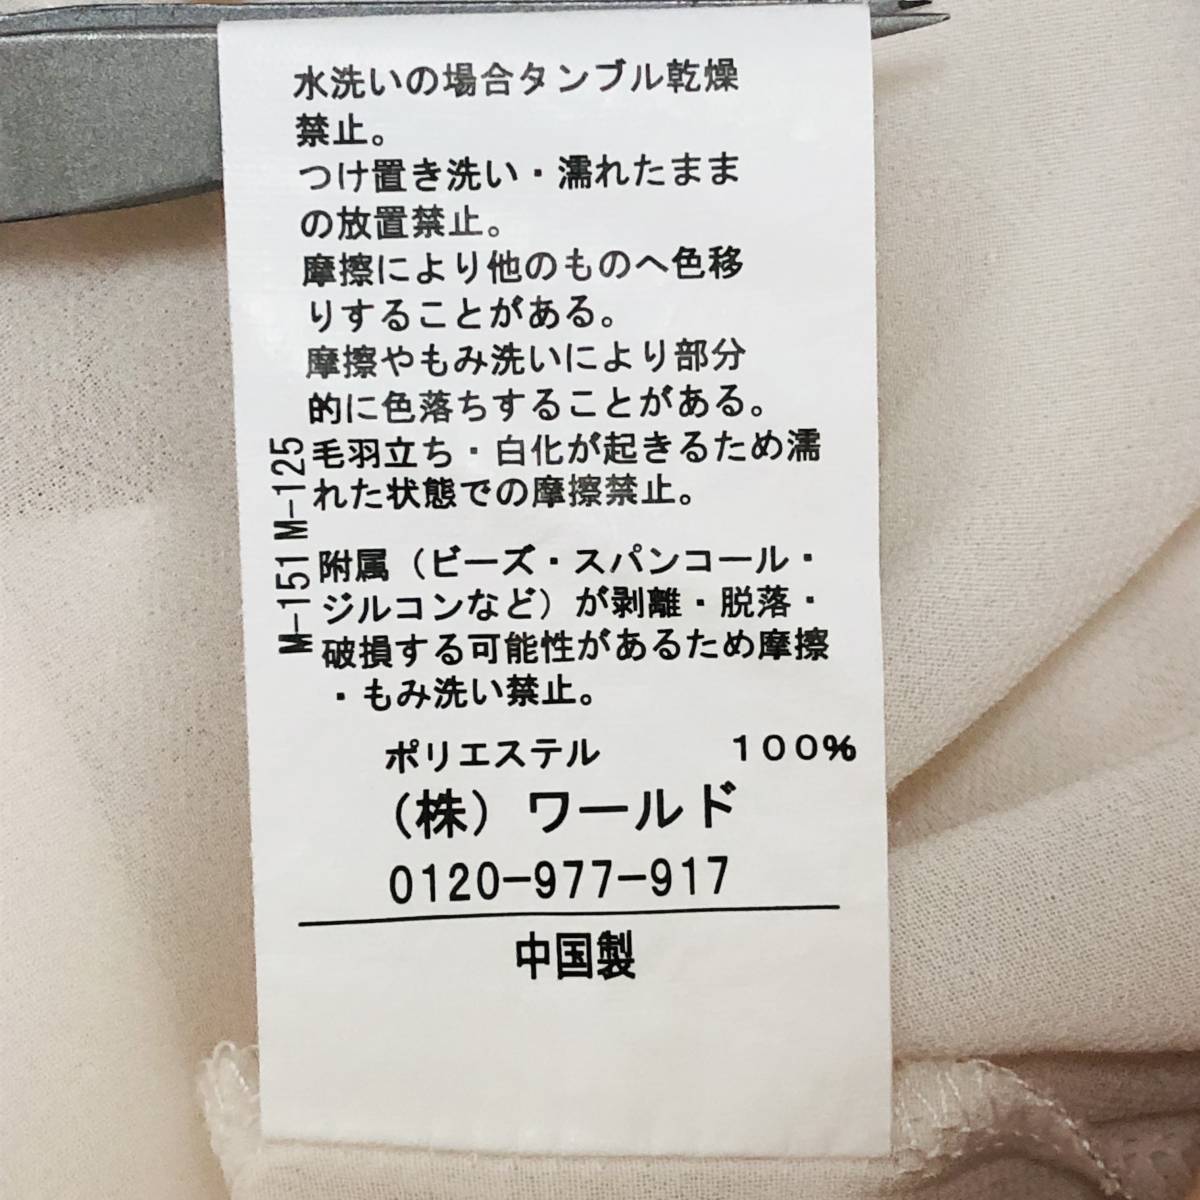 水洗いの場合タンブル乾燥
禁止。
つけ置き洗い・濡れたまま
の放置禁止。
摩擦により他のものへ色移
りすることがある。
摩擦やもみ洗いにより部分
的に色落ちすることがある。
毛羽立ち・白化が起きるため濡
れた状態での摩擦禁止。
附属（ビーズ・スパンコール・
ジルコンなど）が剥離・脱落・
破損する可能性があるため摩擦
・もみ洗い禁止。
M-151 M-125
ポリエステル 100%
（株）ワールド
0120-977-917
中国製